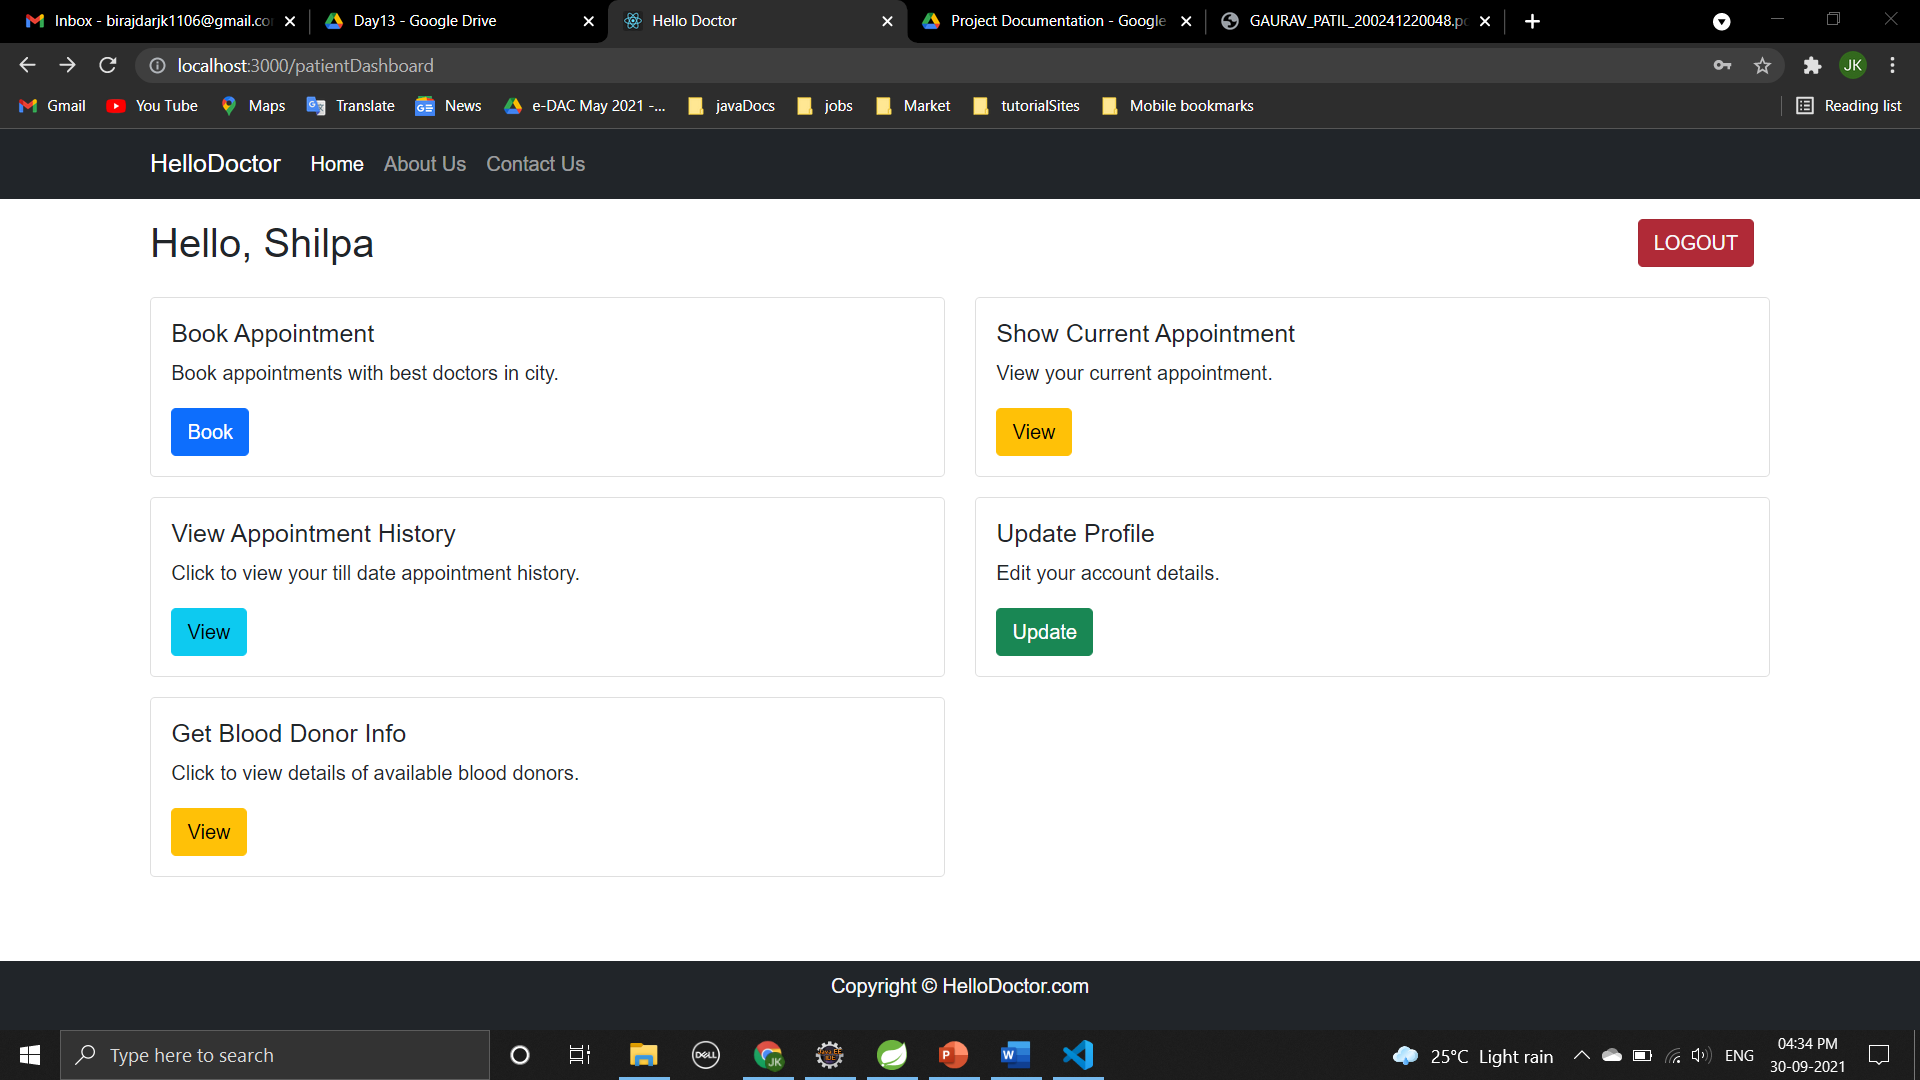 Inbox - birajdarjk1106@gmail.co
Day13 - Google Drive
Hello Doctor
Project Documentation - Google
GAURAV_PATIL_200241220048.p
localhost:3000/patientDashboard
JK
Gmail
You Tube
Maps
Translate
News
e-DAC May 2021 -...
javaDocs
jobs
Market
tutorialSites
Mobile bookmarks
Reading list
HelloDoctor
Home
About Us
Contact Us
Hello, Shilpa
LOGOUT
Book Appointment
Book appointments with best doctors in city.
Book
Show Current Appointment
View your current appointment.
View
View Appointment History
Click to view your till date appointment history.
View
Update Profile
Edit your account details.
Update
Get Blood Donor Info
Click to view details of available blood donors.
View
Copyright © HelloDoctor.com
Type here to search
DELL
25°C Light rain
ENG
04:34 PM
30-09-2021